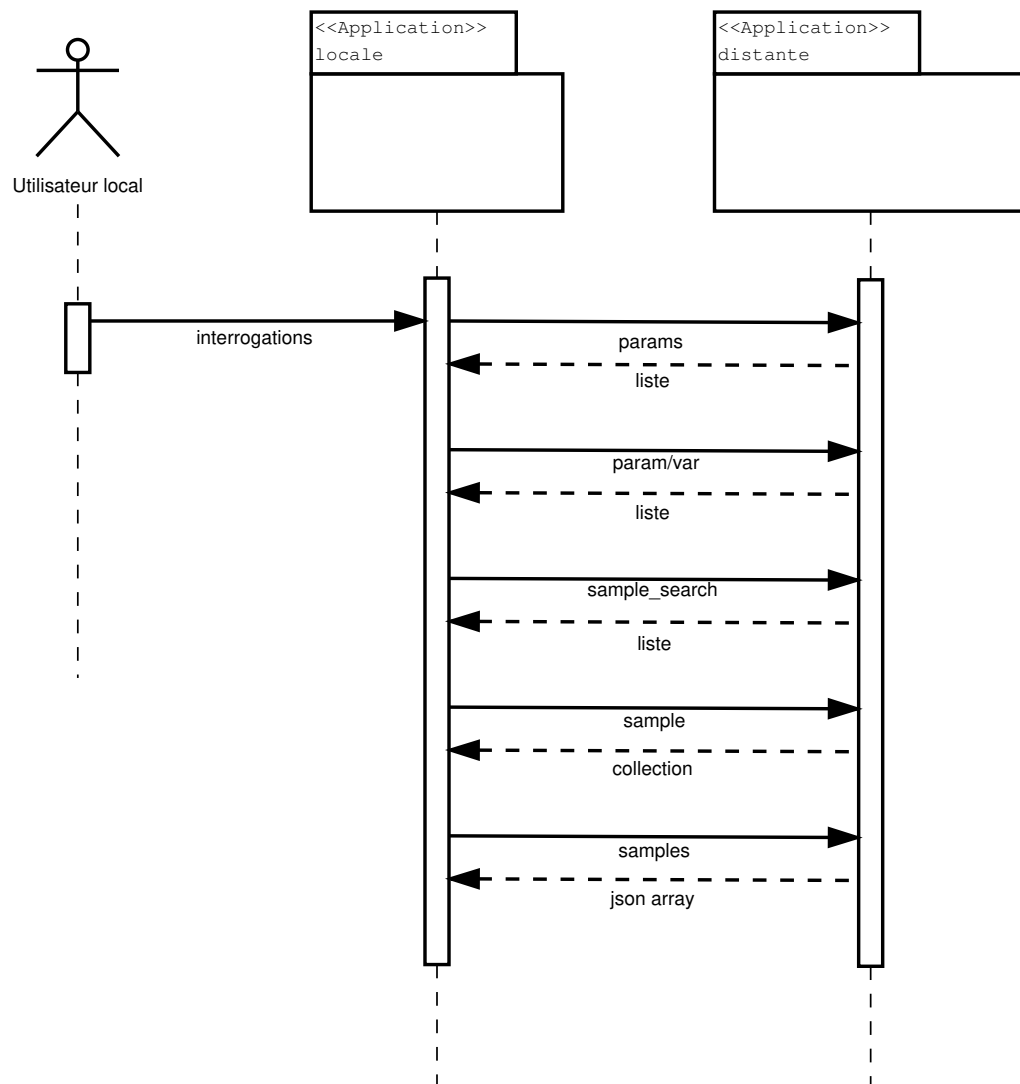 <<Application>>
locale
<<Application>>
distante
Utilisateur local
interrogations
params
liste
param/var
liste
sample_search
liste
sample
collection
samples
json array